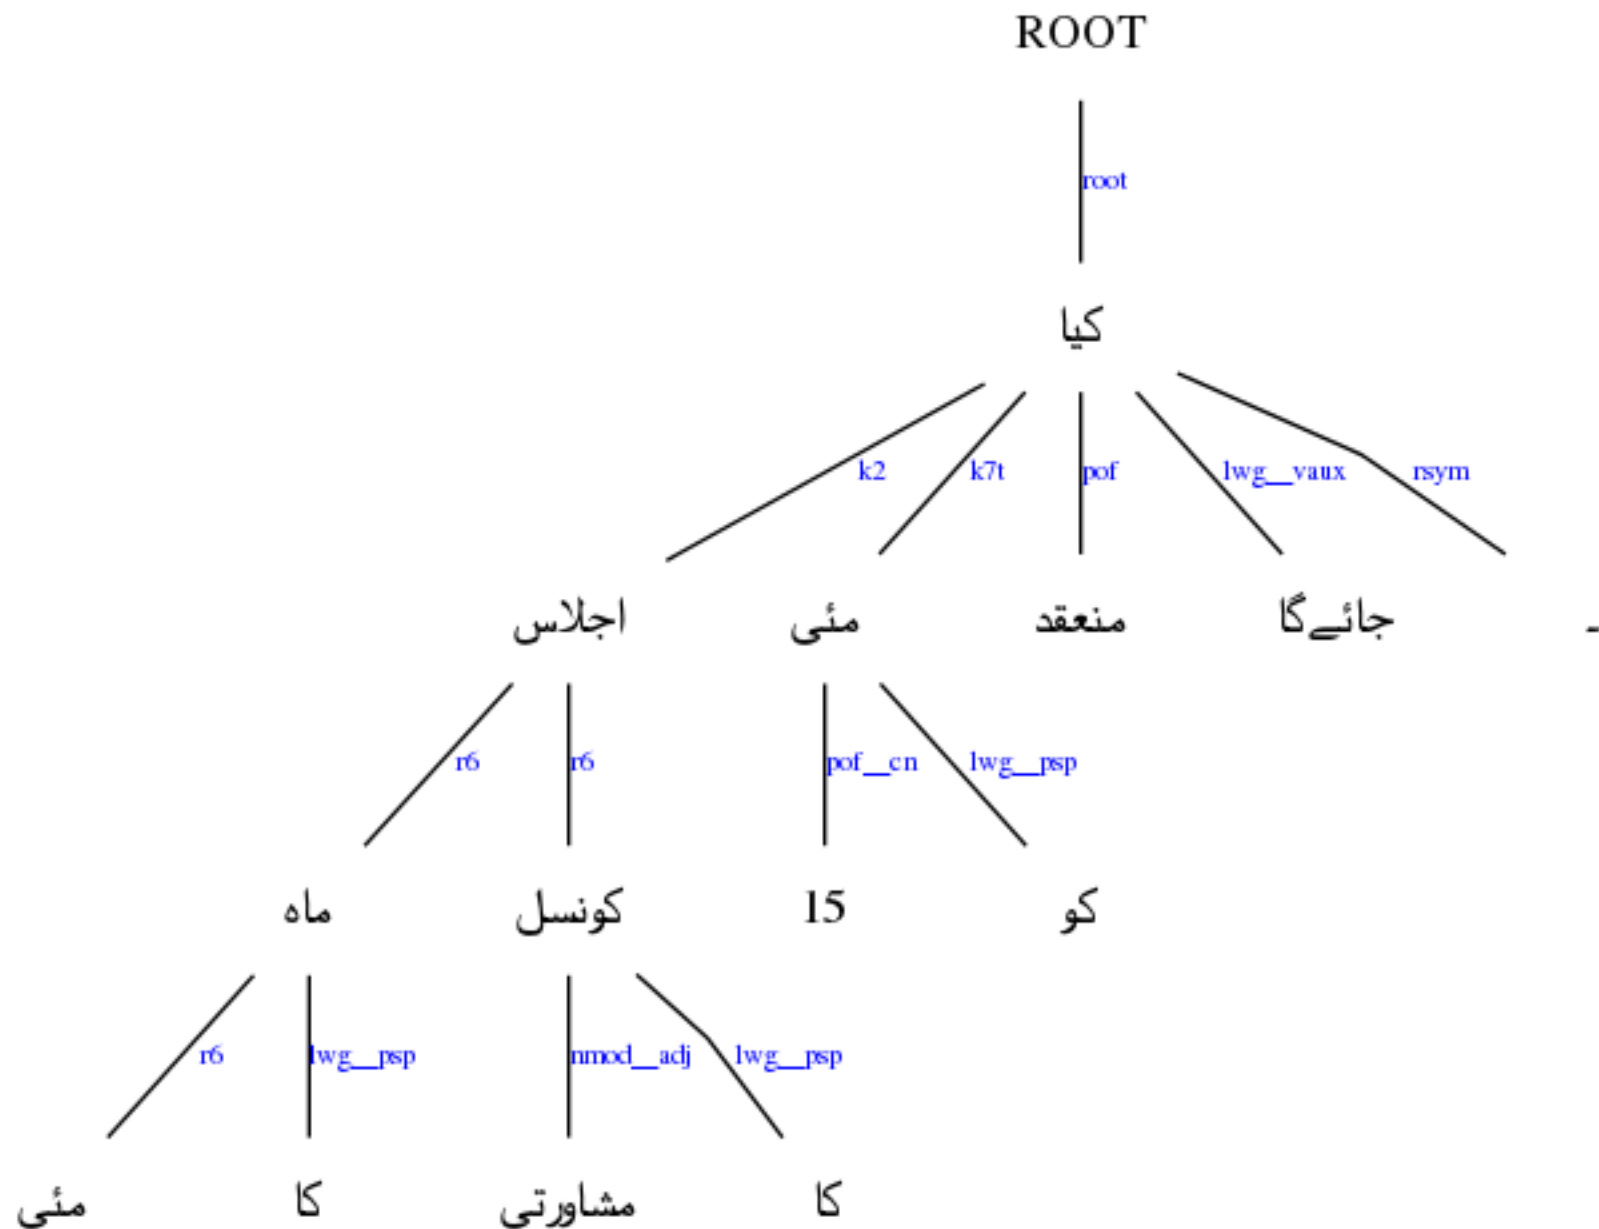 ROOT
root
کیا
k2 k7t pof lwg__vaux rsym
اجلاس مئی منعقد جائےگا ۔
r6 r6 pof__cn lwg__psp
ماہ کونسل 15 کو
r6 lwg__psp nmod__adj lwg__psp
مئی کا مشاورتی کا